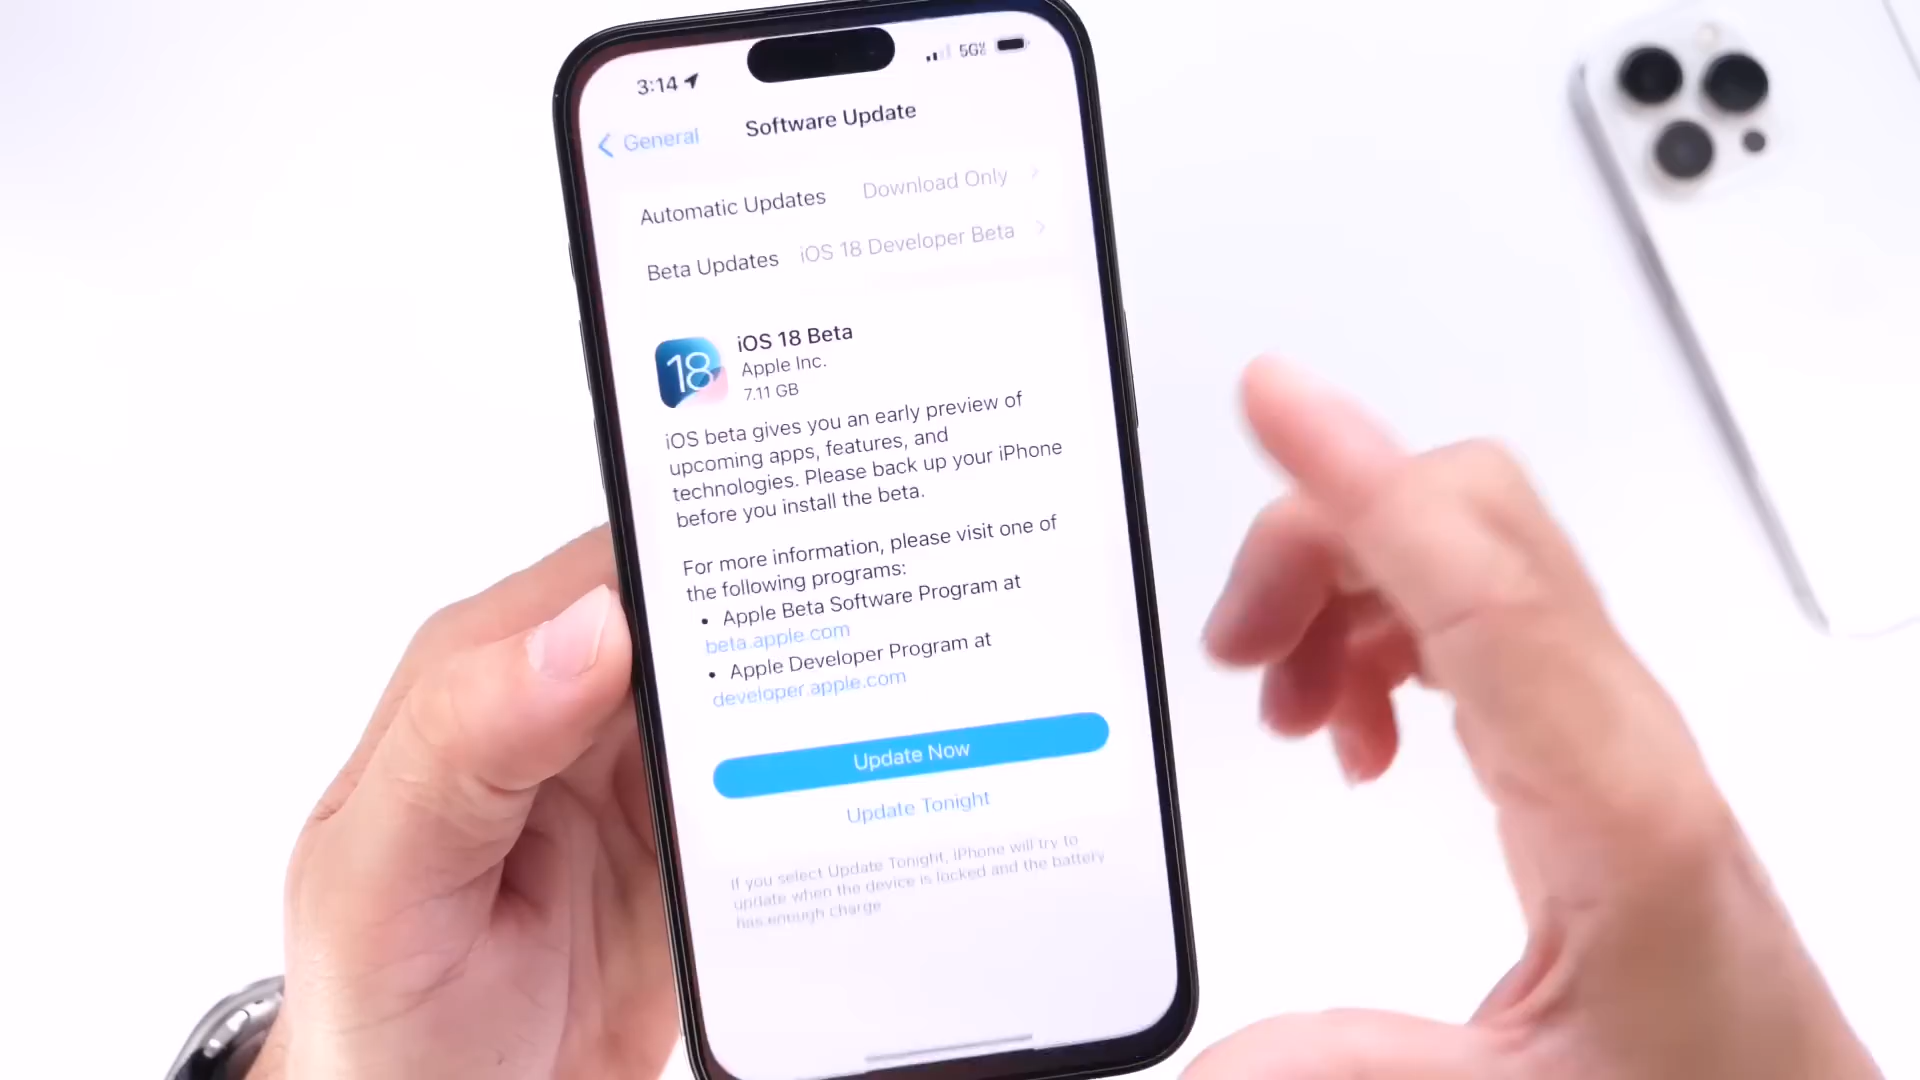 3:14
5G
General
Software Update
Automatic Updates Download Only
Beta Updates iOS 18 Developer Beta
18
iOS 18 Beta
Apple Inc.
7.11 GB
iOS beta gives you an early preview of
upcoming apps, features, and
technologies. Please back up your iPhone
before you install the beta.
For more information, please visit one of
the following programs:
• Apple Beta Software Program at
beta.apple.com
• Apple Developer Program at
developer.apple.com
Update Now
Update Tonight
If you select Update Tonight, iPhone will try to
update when the device is locked and the battery
has enough charge